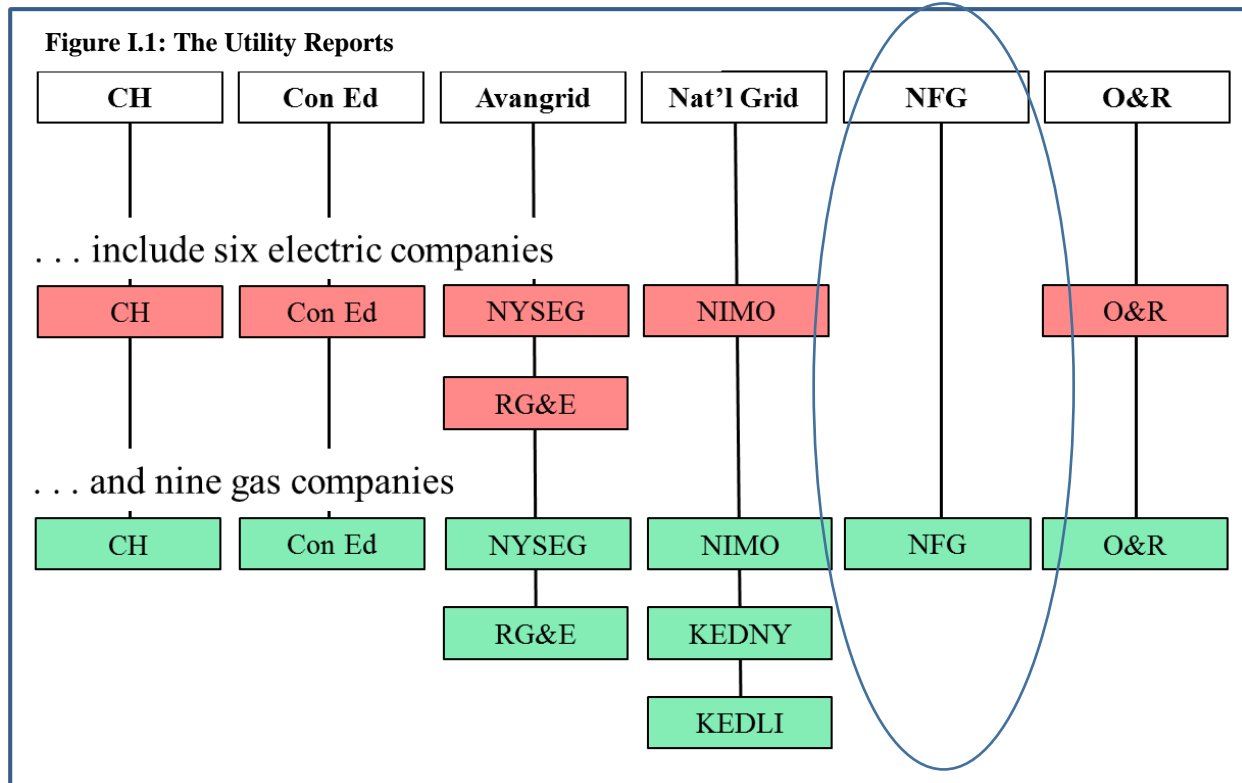 Figure I.1: The Utility Reports
CH Con Ed Avangrid Nat’l Grid NFG O&R
. . . include six electric companies
CH Con Ed NYSEG NIMO O&R
RG&E
. . . and nine gas companies
CH Con Ed NYSEG NIMO NFG O&R
RG&E KEDNY
KEDLI